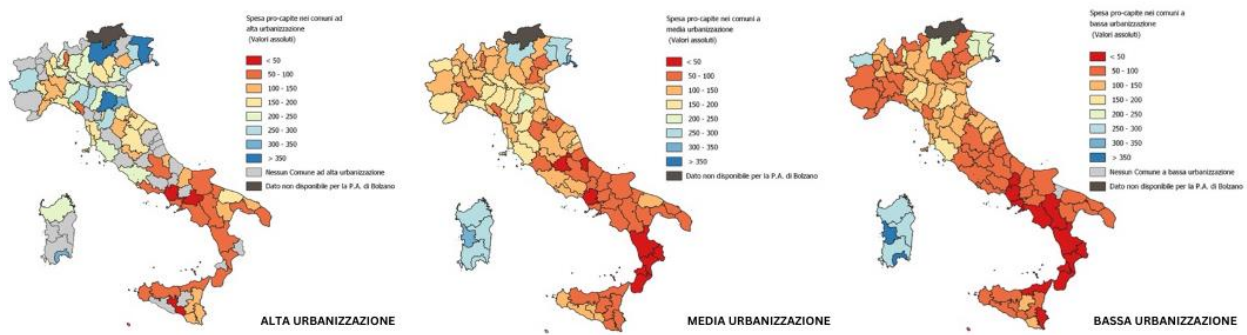 Spesa pro-capite nei comuni ad
alta urbanizzazione
(Valori assoluti)
< 50
50 - 100
100 - 150
150 - 200
200 - 250
250 - 300
300 - 350
> 350
Nessun Comune ad alta urbanizzazione
Dato non disponibile per la P.A. di Bolzano
ALTA URBANIZZAZIONE
Spesa pro-capite nei comuni a
media urbanizzazione
(Valori assoluti)
< 50
50 - 100
100 - 150
150 - 200
200 - 250
250 - 300
300 - 350
> 350
Dato non disponibile per la P.A. di Bolzano
MEDIA URBANIZZAZIONE
Spesa pro-capite nei comuni a
bassa urbanizzazione
(Valori assoluti)
< 50
50 - 100
100 - 150
150 - 200
200 - 250
250 - 300
300 - 350
> 350
Nessun Comune a bassa urbanizzazione
Dato non disponibile per la P.A. di Bolzano
BASSA URBANIZZAZIONE